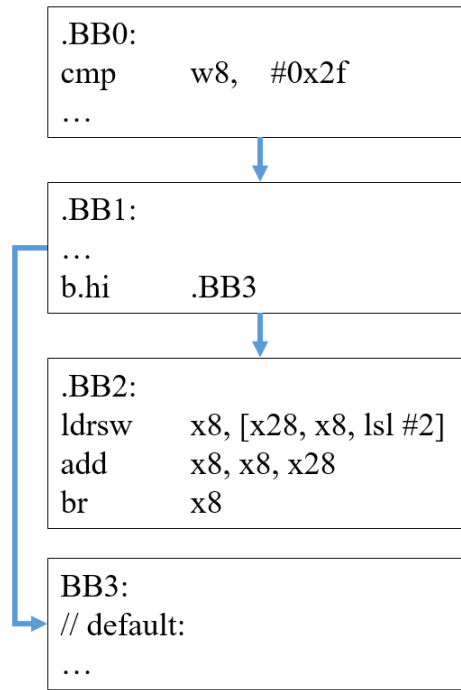 .BB0:
cmp w8, #0x2f
…
.BB1:
…
b.hi .BB3
.BB2:
ldrsw x8, [x28, x8, lsl #2]
add x8, x8, x28
br x8
BB3:
// default:
…